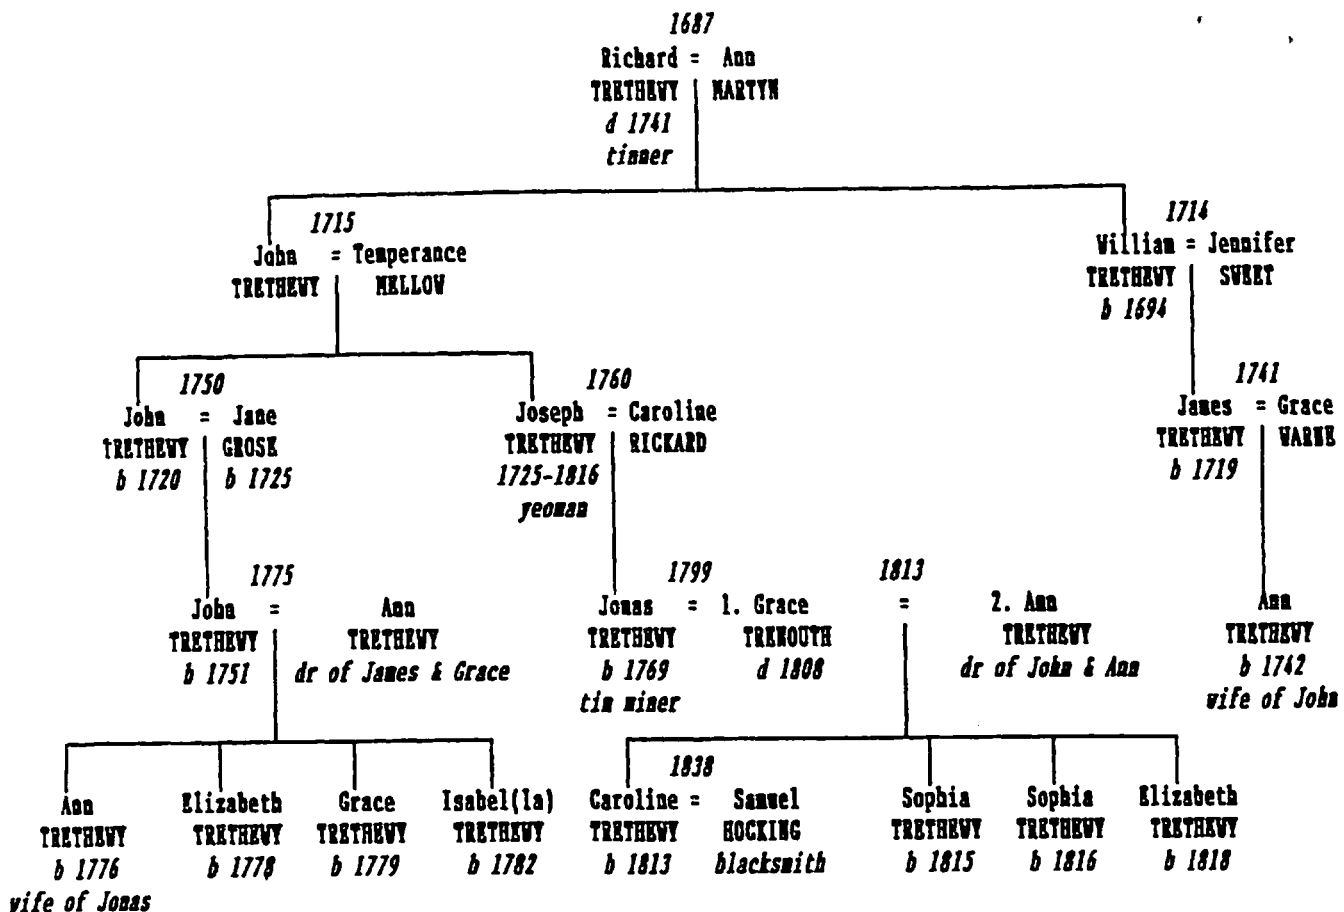 1687
Richard = Ann
TRETHEWY MARTYN
d 1741
tinner
1715
John = Temperance
TRETHEWY MELLOW
1714
William = Jennifer
TRETHEWY SWEET
b 1694
1750
John = Jane
TRETHEWY GROSE
b 1720 b 1725
1760
Joseph = Caroline
TRETHEWY RICKARD
1725-1816
yeoman
1741
James = Grace
TRETHEWY WARNE
b 1719
1775
John = Ann
TRETHEWY TRETHEWY
b 1751 dr of James & Grace
1799
Jonas = 1. Grace
TRETHEWY TRENOUTH
b 1769 d 1808
tin miner
1813
= 2. Ann
TRETHEWY
dr of John & Ann
Ann
TRETHEWY
b 1742
wife of John
Ann
TRETHEWY
b 1776
wife of Jonas
Elizabeth
TRETHEWY
b 1778
Grace
TRETHEWY
b 1779
Isabel(la)
TRETHEWY
b 1782
1838
Caroline = Samuel
TRETHEWY HOCKING
b 1813 blacksmith
Sophia
TRETHEWY
b 1815
Sophia
TRETHEWY
b 1816
Elizabeth
TRETHEWY
b 1818